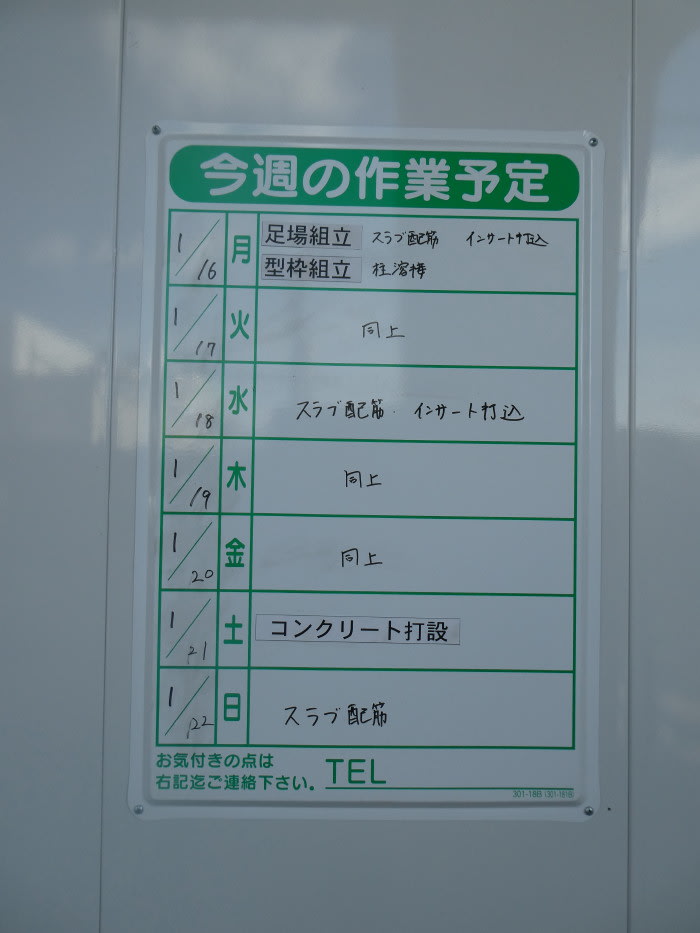 今週の作業予定
1/16 月 足場組立 スラブ配筋 インサート打込
型枠組立 柱溶接
1/17 火 同上
1/18 水 スラブ配筋. インサート打込
1/19 木 同上
1/20 金 同上
1/21 土 コンクリート打設
1/22 日 スラブ配筋
お気付きの点は
右記迄ご連絡下さい。 TEL
301-16B (301-161B)